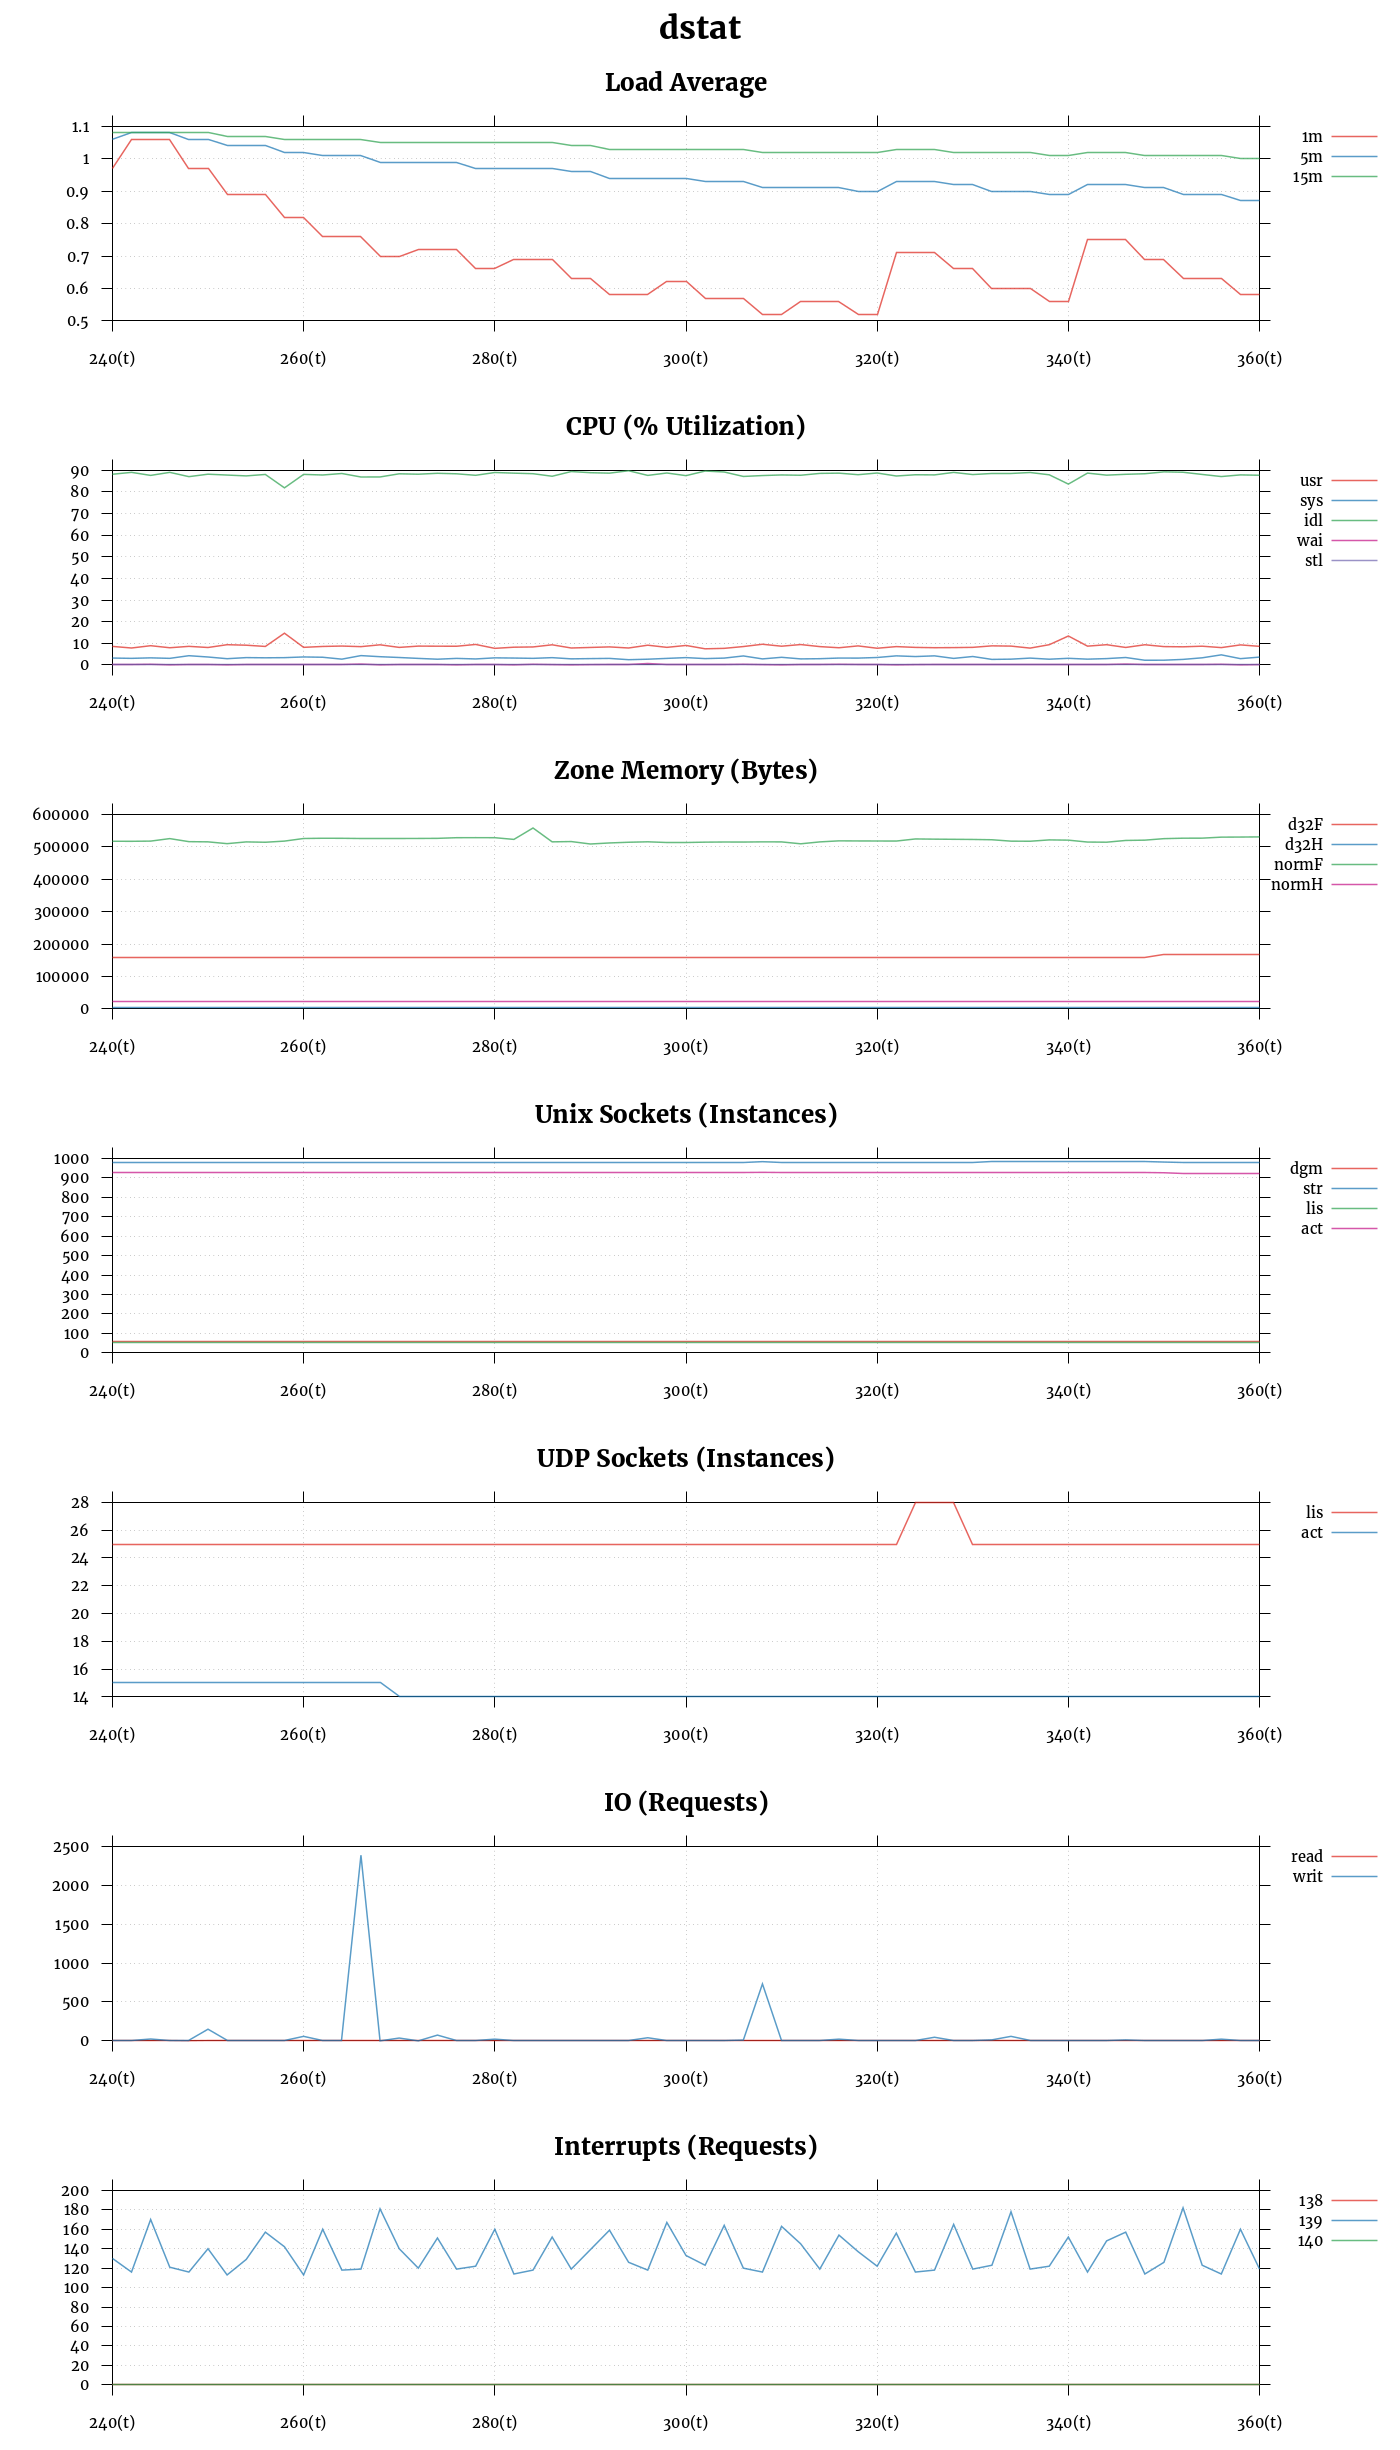 dstat
Load Average
1.1
1
0.9
0.8
0.7
0.6
0.5
240(t) 260(t) 280(t) 300(t) 320(t) 340(t) 360(t)
1m
5m
15m
CPU (% Utilization)
90
80
70
60
50
40
30
20
10
0
240(t) 260(t) 280(t) 300(t) 320(t) 340(t) 360(t)
usr
sys
idl
wai
stl
Zone Memory (Bytes)
600000
500000
400000
300000
200000
100000
0
240(t) 260(t) 280(t) 300(t) 320(t) 340(t) 360(t)
d32F
d32H
normF
normH
Unix Sockets (Instances)
1000
900
800
700
600
500
400
300
200
100
0
240(t) 260(t) 280(t) 300(t) 320(t) 340(t) 360(t)
dgm
str
lis
act
UDP Sockets (Instances)
28
26
24
22
20
18
16
14
240(t) 260(t) 280(t) 300(t) 320(t) 340(t) 360(t)
lis
act
IO (Requests)
2500
2000
1500
1000
500
0
240(t) 260(t) 280(t) 300(t) 320(t) 340(t) 360(t)
read
writ
Interrupts (Requests)
200
180
160
140
120
100
80
60
40
20
0
240(t) 260(t) 280(t) 300(t) 320(t) 340(t) 360(t)
138
139
140